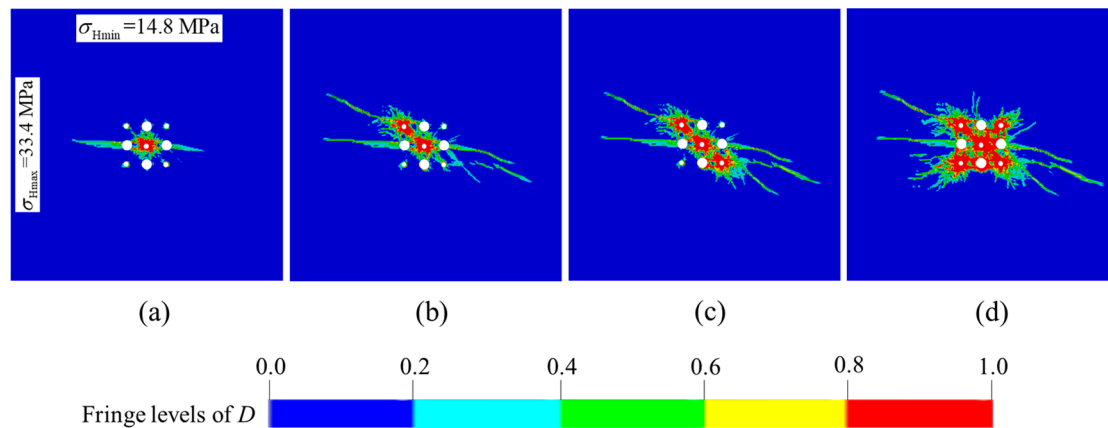 σHmin=14.8 MPa
σHmax=33.4 MPa
(a)
(b)
(c)
(d)
0.0
0.2
0.4
0.6
0.8
1.0
Fringe levels of D